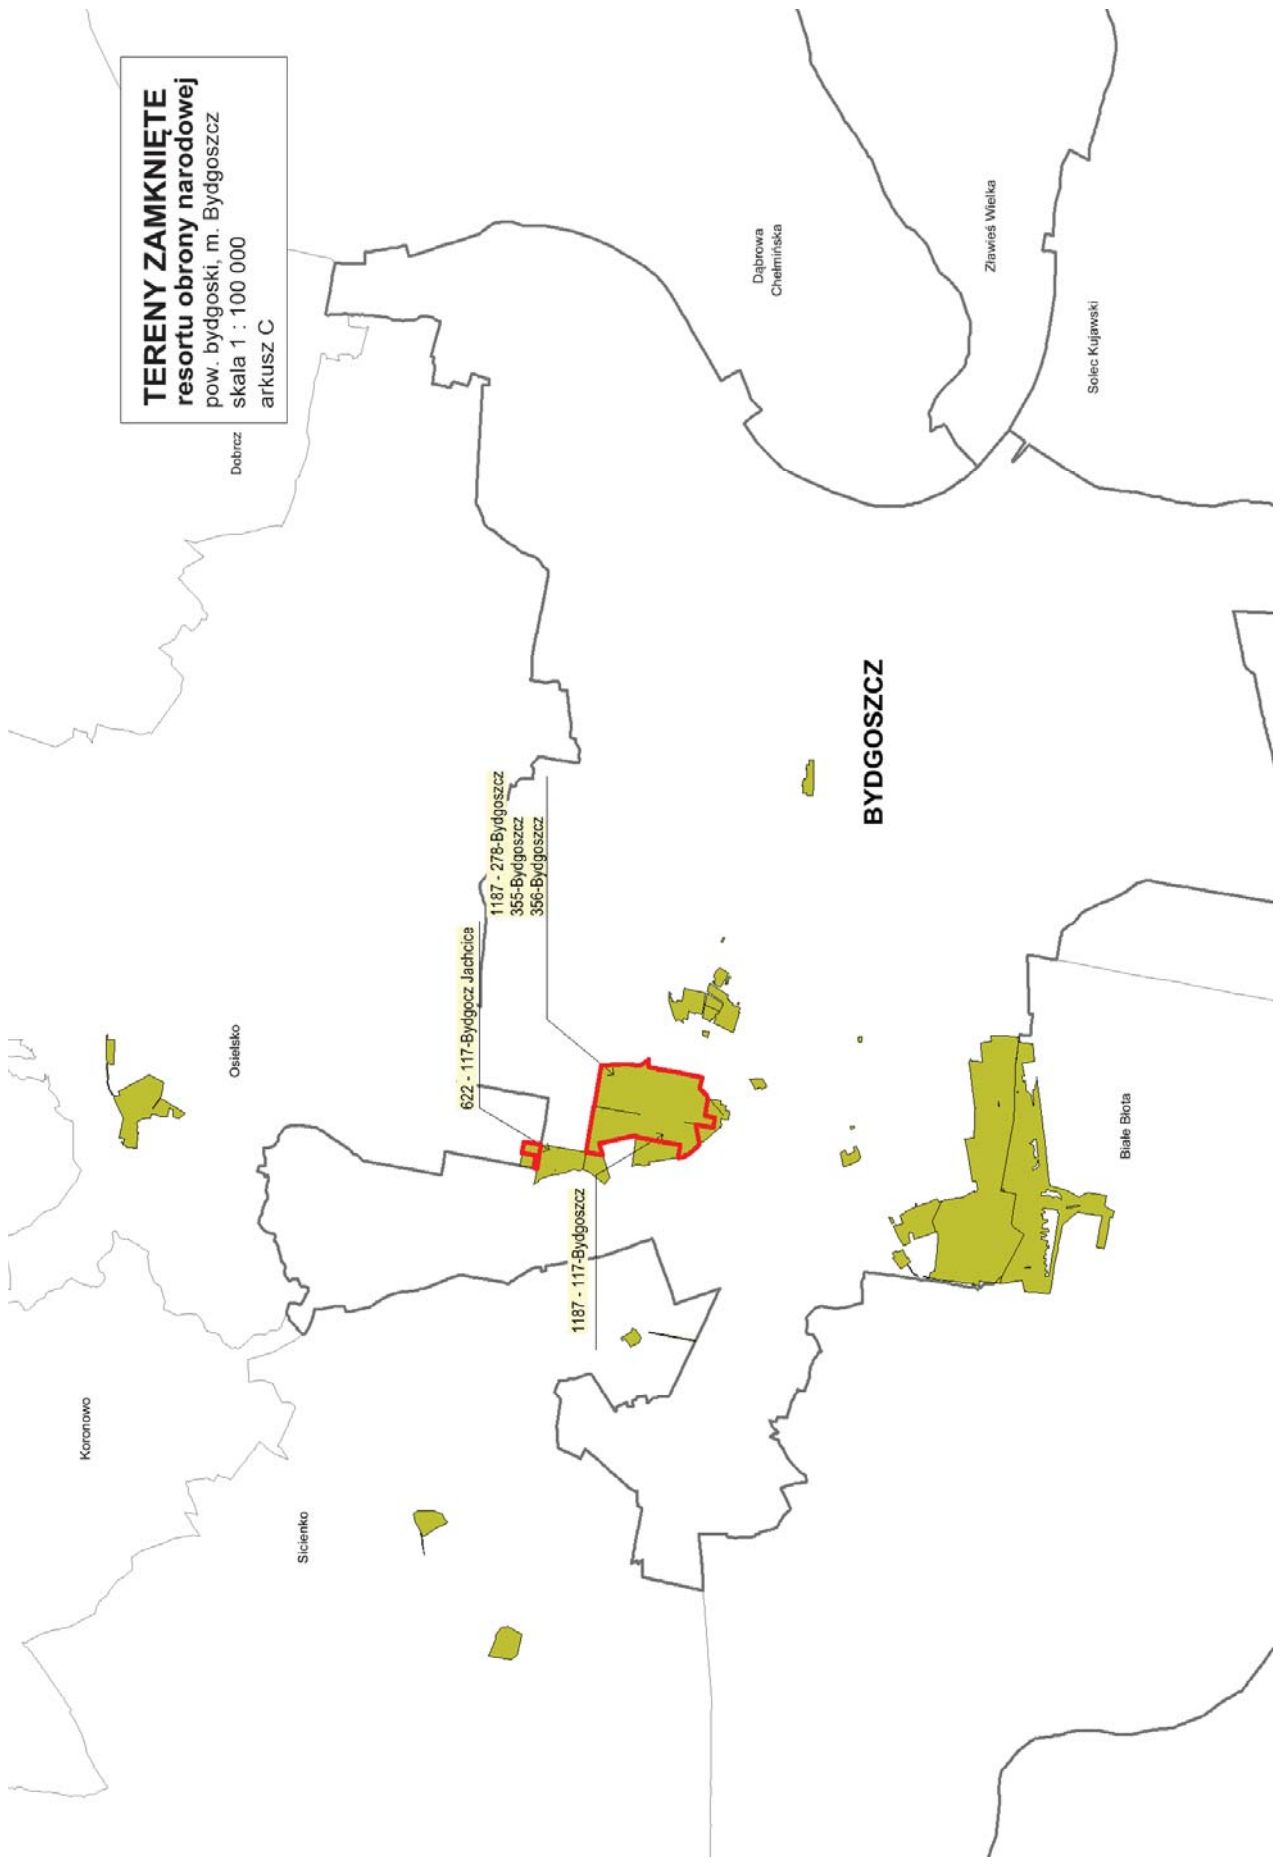 TERENY ZAMKNIĘTE
resortu obrony narodowej
pow. bydgoski, m. Bydgoszcz
skala 1 : 100 000
arkusz C
Koronowo
Sicienko
Osielsko
Dobrcz
622 - 117-Bydgocz Jachcice
1187 - 278-Bydgoszcz
355-Bydgoszcz
356-Bydgoszcz
1187 - 117-Bydgoszcz
Dąbrowa
Chełmińska
BYDGOSZCZ
Zławieś Wielka
Solec Kujawski
Białe Błota